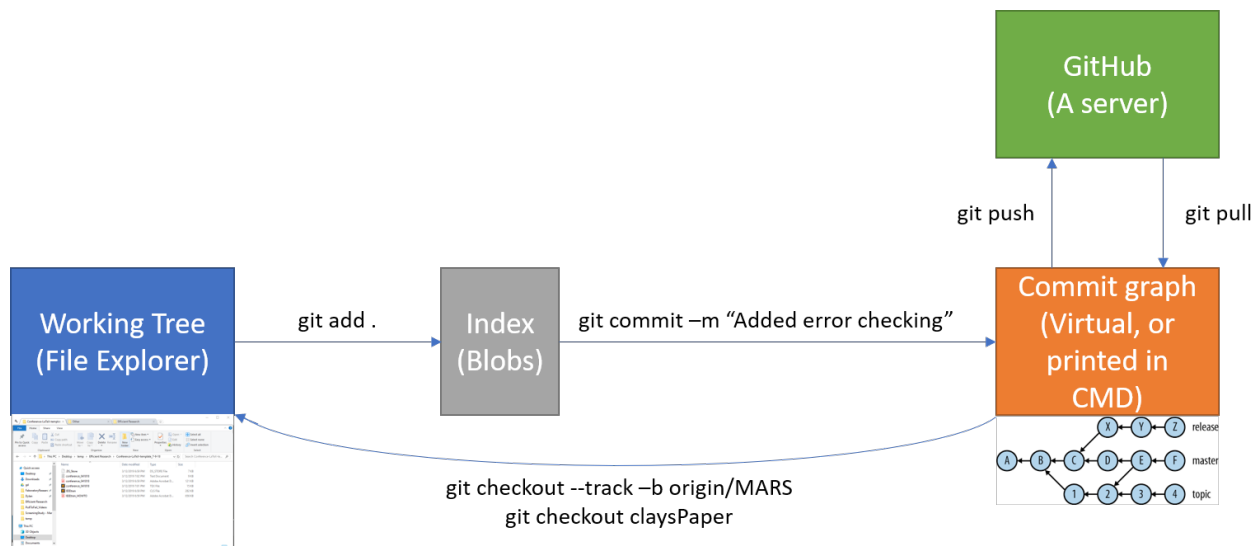 GitHub
(A server)
git push
git pull
Working Tree
(File Explorer)
git add .
Index
(Blobs)
git commit –m “Added error checking”
Commit graph
(Virtual, or
printed in
CMD)
X Y Z release
A B C D E F master
1 2 3 4 topic
git checkout --track –b origin/MARS
git checkout claysPaper